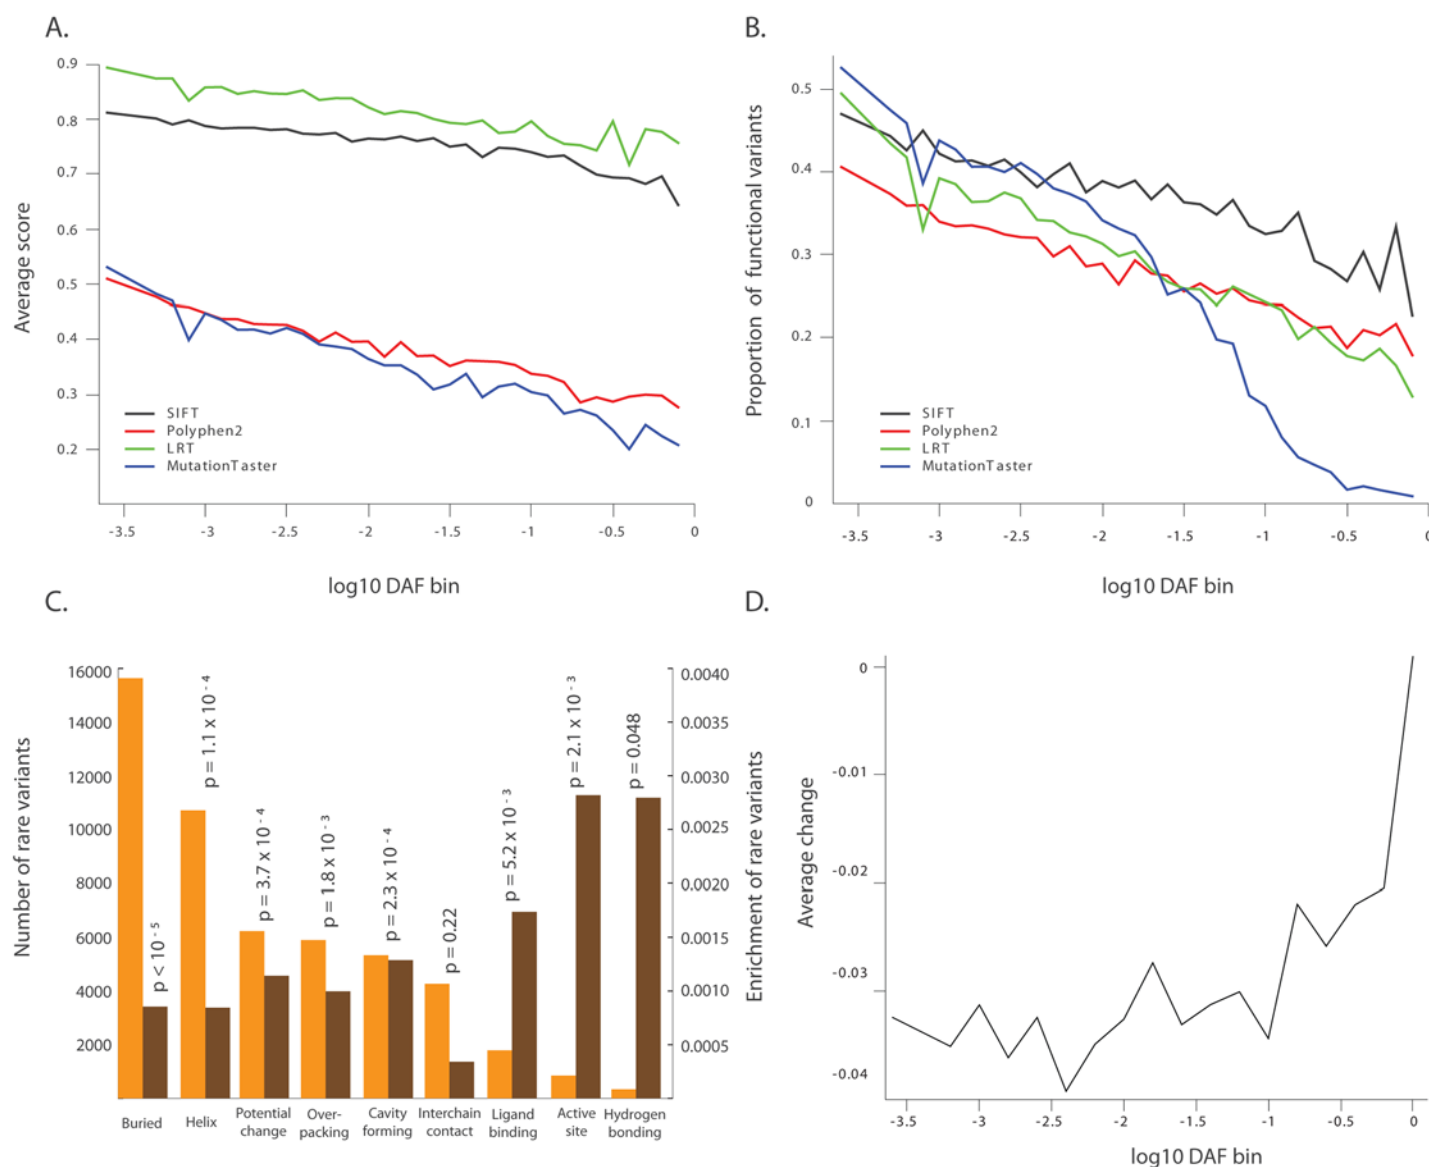 A.
0.9
0.8
0.7
0.6
0.5
0.4
0.3
0.2
Average score
SIFT
Polyphen2
LRT
MutationTaster
-3.5 -3 -2.5 -2 -1.5 -1 -0.5 0
log10 DAF bin
B.
0.5
0.4
0.3
0.2
0.1
0
Proportion of functional variants
SIFT
Polyphen2
LRT
MutationTaster
-3.5 -3 -2.5 -2 -1.5 -1 -0.5 0
log10 DAF bin
C.
16000
14000
12000
10000
8000
6000
4000
2000
Number of rare variants
p < 10 -5
p = 1.1 x 10 -4
p = 3.7 x 10 -4
p = 1.8 x 10 -3
p = 2.3 x 10 -4
p = 0.22
p = 5.2 x 10 -3
p = 2.1 x 10 -3
p = 0.048
0.0040
0.0035
0.0030
0.0025
0.0020
0.0015
0.0010
0.0005
Enrichment of rare variants
Buried
Helix
Potential
change
Over-
packing
Cavity
forming
Interchain
contact
Ligand
binding
Active
site
Hydrogen
bonding
D.
0
-0.01
-0.02
-0.03
-0.04
Average change
-3.5 -3 -2.5 -2 -1.5 -1 -0.5 0
log10 DAF bin